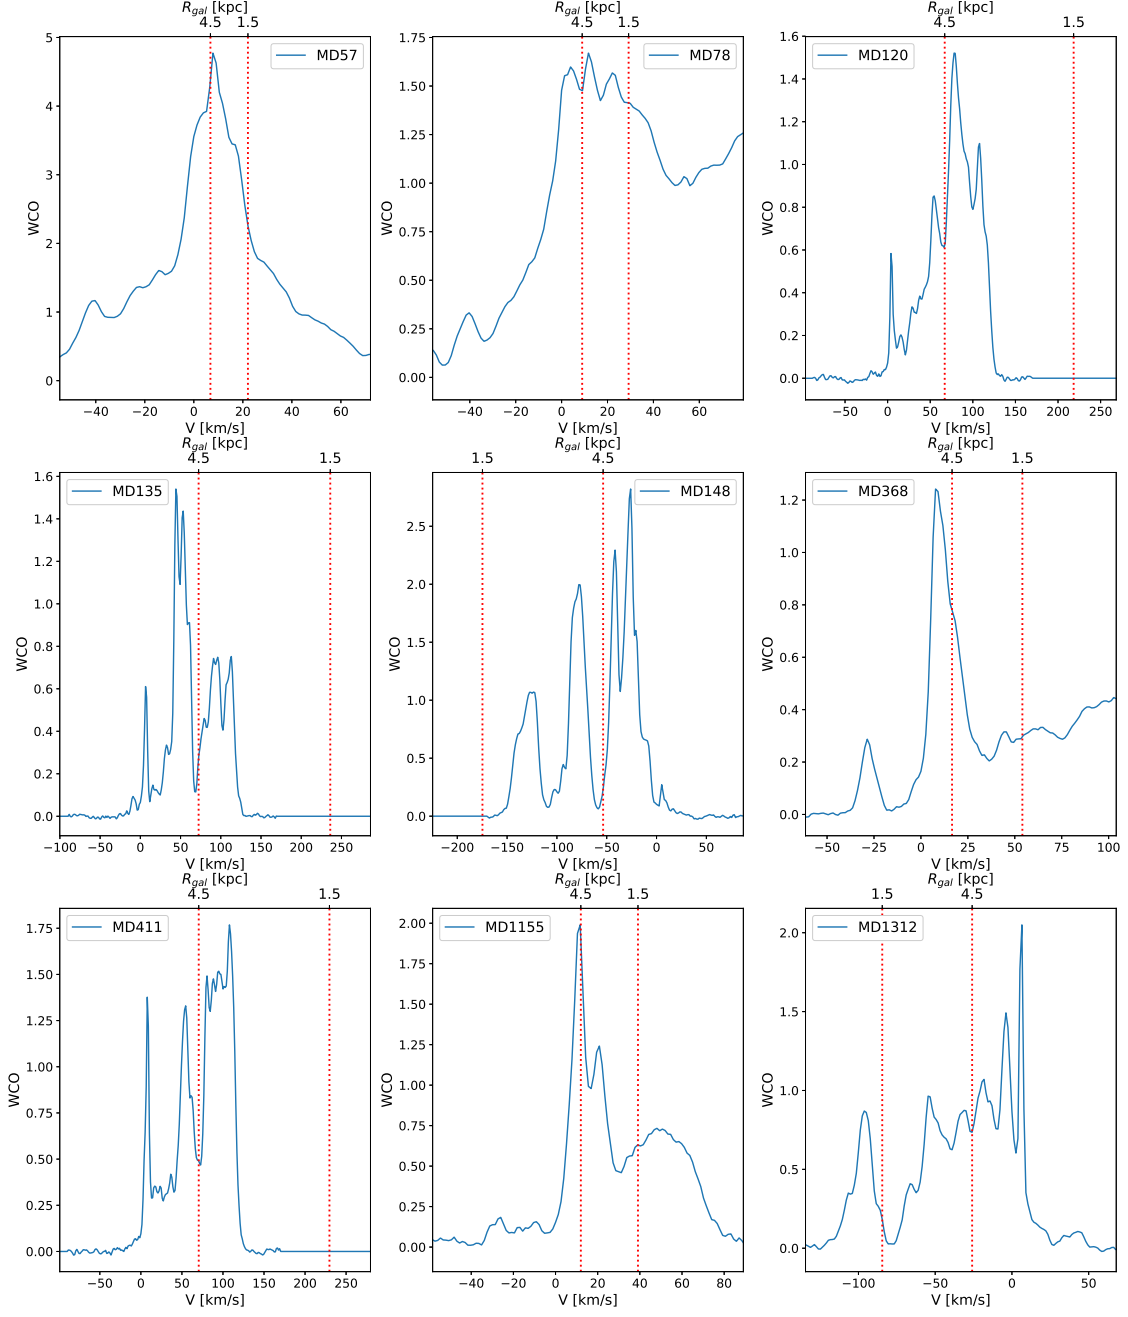 R_gal [kpc] R_gal [kpc] R_gal [kpc]
4.5 1.5 4.5 1.5 4.5 1.5
MD57 MD78 MD120
WCO WCO WCO
5 4 3 2 1 0
1.75 1.50 1.25 1.00 0.75 0.50 0.25 0.00
1.6 1.4 1.2 1.0 0.8 0.6 0.4 0.2 0.0
−40 −20 0 20 40 60 −40 −20 0 20 40 60 −50 0 50 100 150 200 250
V [km/s] V [km/s] V [km/s]
R_gal [kpc] R_gal [kpc] R_gal [kpc]
4.5 1.5 1.5 4.5 4.5 1.5
MD135 MD148 MD368
WCO WCO WCO
1.6 1.4 1.2 1.0 0.8 0.6 0.4 0.2 0.0
2.5 2.0 1.5 1.0 0.5 0.0
1.2 1.0 0.8 0.6 0.4 0.2 0.0
−100 −50 0 50 100 150 200 250 −200 −150 −100 −50 0 50 −50 −25 0 25 50 75 100
V [km/s] V [km/s] V [km/s]
R_gal [kpc] R_gal [kpc] R_gal [kpc]
4.5 1.5 4.5 1.5 1.5 4.5
MD411 MD1155 MD1312
WCO WCO WCO
1.75 1.50 1.25 1.00 0.75 0.50 0.25 0.00
2.00 1.75 1.50 1.25 1.00 0.75 0.50 0.25 0.00
2.0 1.5 1.0 0.5 0.0
−50 0 50 100 150 200 250 −40 −20 0 20 40 60 80 −100 −50 0 50
V [km/s] V [km/s] V [km/s]